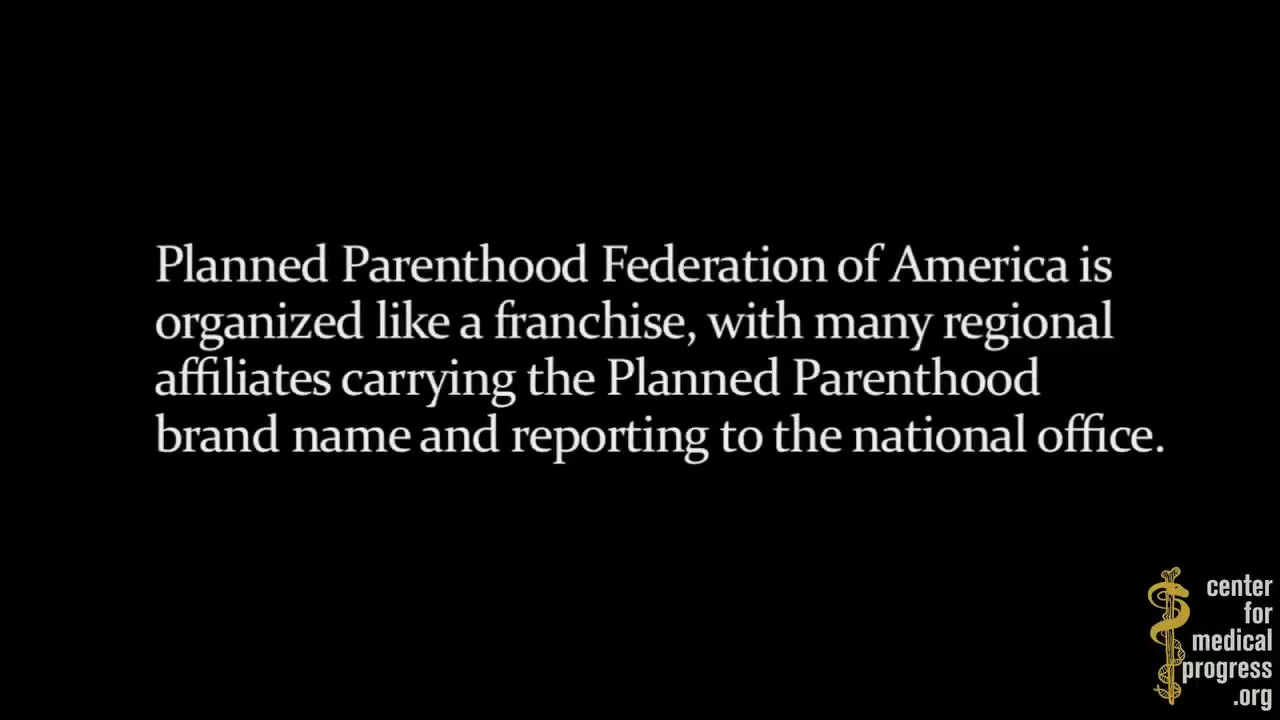 Planned Parenthood Federation of America is
organized like a franchise, with many regional
affiliates carrying the Planned Parenthood
brand name and reporting to the national office.
center
for
medical
progress
.org